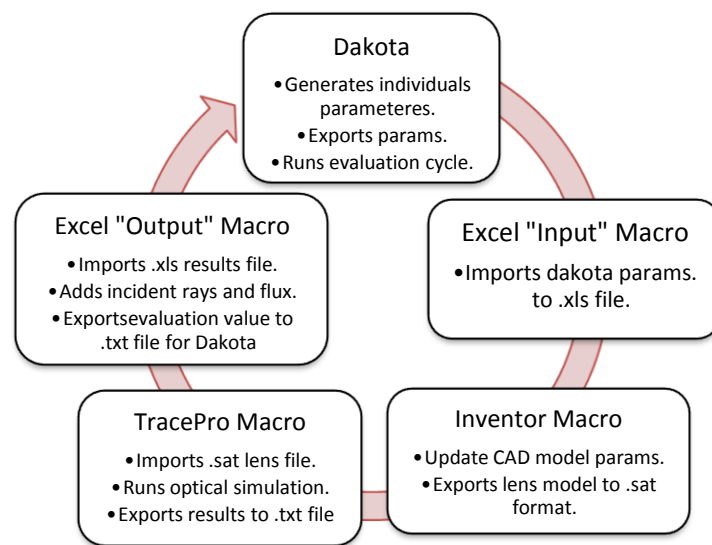 Dakota
•Generates individuals
parameteres.
•Exports params.
•Runs evaluation cycle.
Excel "Input" Macro
•Imports dakota params.
to .xls file.
Inventor Macro
•Update CAD model params.
•Exports lens model to .sat
format.
TracePro Macro
•Imports .sat lens file.
•Runs optical simulation.
•Exports results to .txt file
Excel "Output" Macro
•Imports .xls results file.
•Adds incident rays and flux.
•Exportsevaluation value to
.txt file for Dakota